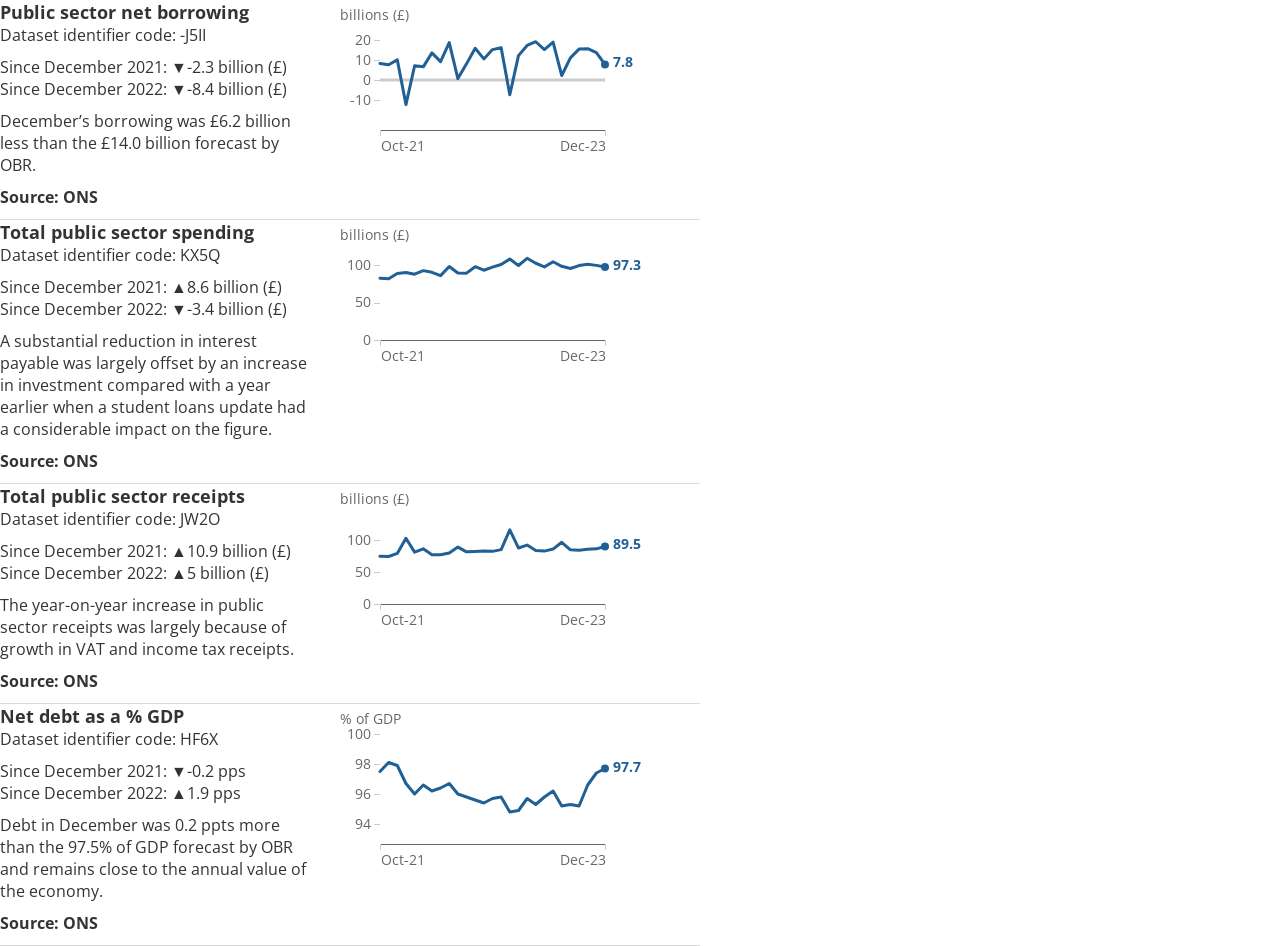 Public sector net borrowing
Dataset identifier code: -J5II
Since December 2021: ▼-2.3 billion (£)
Since December 2022: ▼-8.4 billion (£)
December’s borrowing was £6.2 billion
less than the £14.0 billion forecast by
OBR.
Source: ONS
billions (£)
20
10
0
-10
7.8
Oct-21
Dec-23
Total public sector spending
Dataset identifier code: KX5Q
Since December 2021: ▲8.6 billion (£)
Since December 2022: ▼-3.4 billion (£)
A substantial reduction in interest
payable was largely offset by an increase
in investment compared with a year
earlier when a student loans update had
a considerable impact on the figure.
Source: ONS
billions (£)
100
50
0
97.3
Oct-21
Dec-23
Total public sector receipts
Dataset identifier code: JW2O
Since December 2021: ▲10.9 billion (£)
Since December 2022: ▲5 billion (£)
The year-on-year increase in public
sector receipts was largely because of
growth in VAT and income tax receipts.
Source: ONS
billions (£)
100
50
0
89.5
Oct-21
Dec-23
Net debt as a % GDP
Dataset identifier code: HF6X
Since December 2021: ▼-0.2 pps
Since December 2022: ▲1.9 pps
Debt in December was 0.2 ppts more
than the 97.5% of GDP forecast by OBR
and remains close to the annual value of
the economy.
Source: ONS
% of GDP
100
98
96
94
97.7
Oct-21
Dec-23